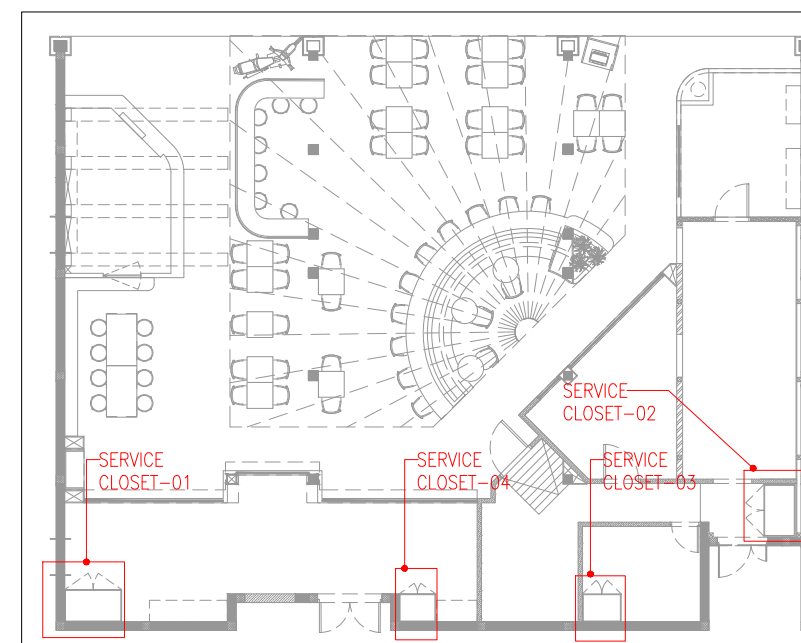 SERVICE
CLOSET-02
SERVICE
CLOSET-01
SERVICE
CLOSET-04
SERVICE
CLOSET-03